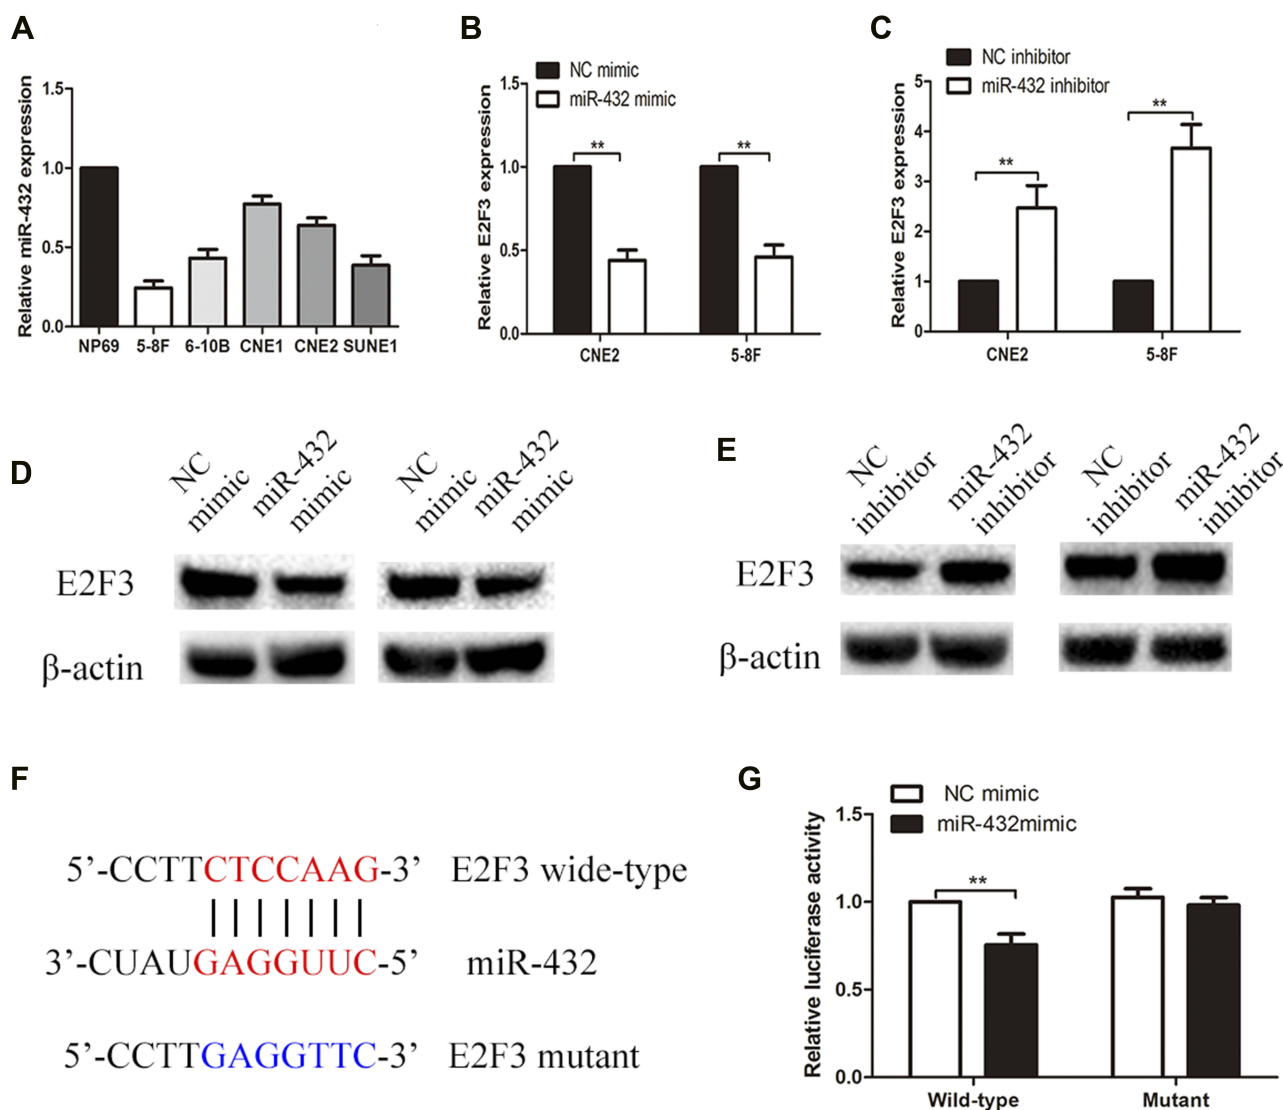 A
Relative miR-432 expression
1.5
1.0
0.5
0.0
NP69 5-8F 6-10B CNE1 CNE2 SUNE1
B
NC mimic
miR-432 mimic
Relative E2F3 expression
1.5
1.0
0.5
0.0
** **
CNE2 5-8F
C
NC inhibitor
miR-432 inhibitor
Relative E2F3 expression
5
4
3
2
1
0
** **
CNE2 5-8F
D
NC
mimic
miR-432
mimic
NC
mimic
miR-432
mimic
E2F3
β-actin
E
NC
inhibitor
miR-432
inhibitor
NC
inhibitor
miR-432
inhibitor
E2F3
β-actin
F
5’-CCTTCTCCAAG-3’ E2F3 wide-type
3’-CUAUGAGGUUC-5’ miR-432
5’-CCTTGAGGTTC-3’ E2F3 mutant
G
NC mimic
miR-432mimic
Relative luciferase activity
1.5
1.0
0.5
0.0
**
Wild-type Mutant